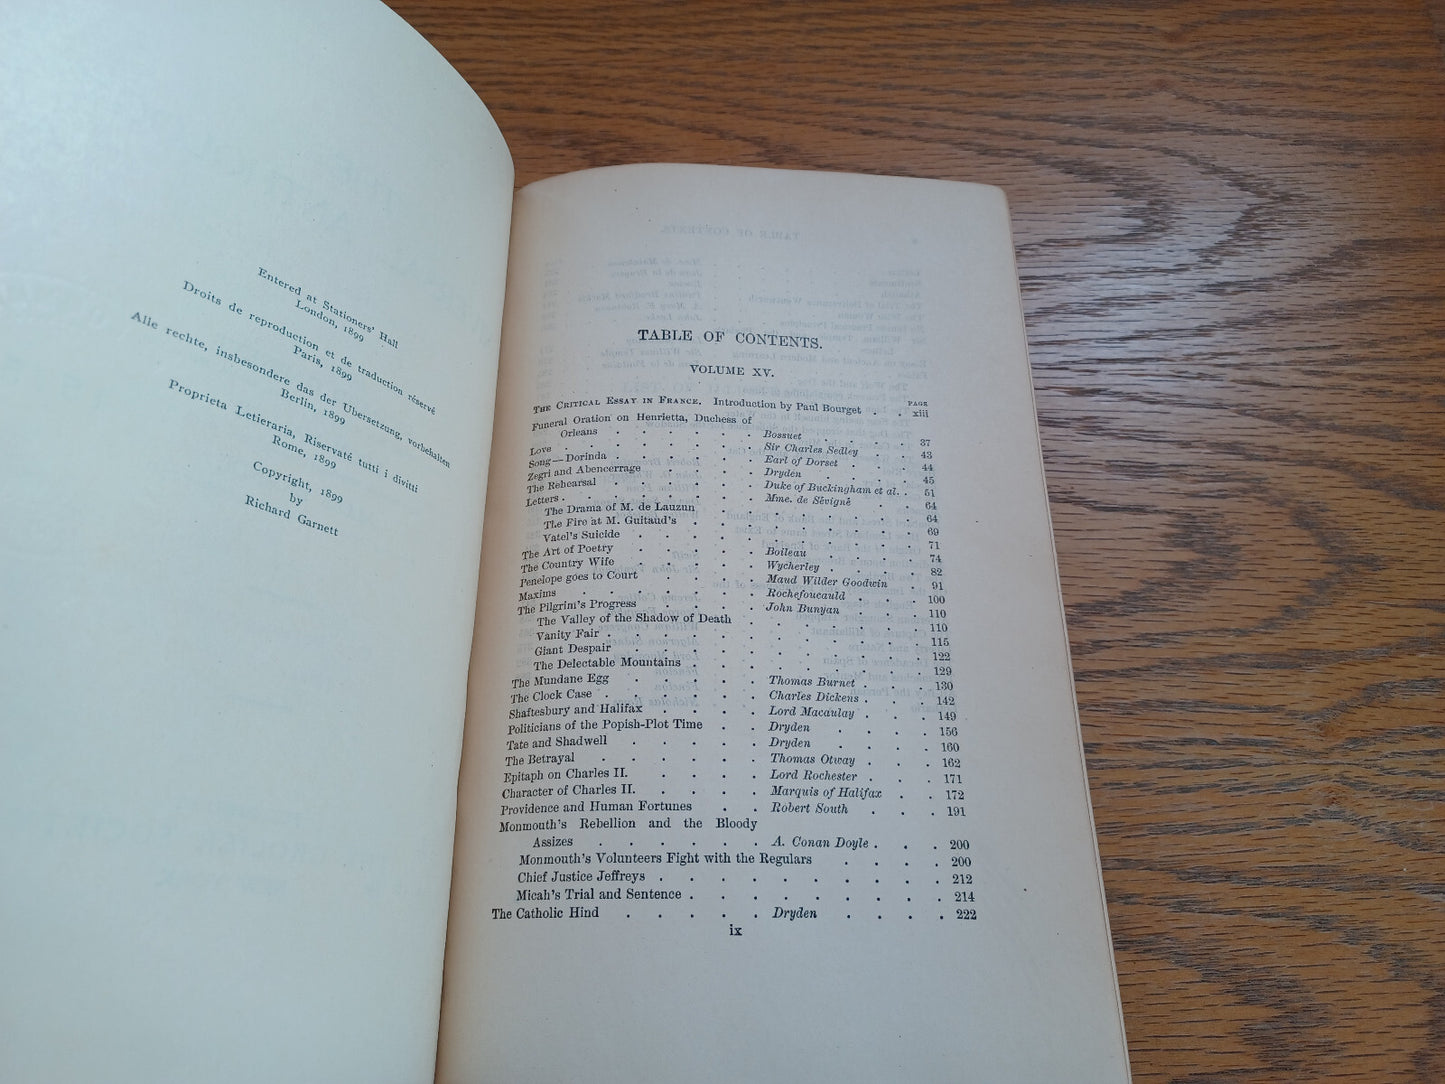 Entered at Stationers' Hall
London, 1899
Droits de reproduction et de traduction réservé
Paris, 1899
Alle rechte, insbesondere das der Übersetzung, vorbehalten
Berlin, 1899
Proprieta Letieraria, Riservaté tutti i divitti
Rome, 1899
Copyright, 1899
by
Richard Garnett
TABLE OF CONTENTS.
VOLUME XV.
PAGE
THE CRITICAL ESSAY IN FRANCE. Introduction by Paul Bourget . . xiii
Funeral Oration on Henrietta, Duchess of
Orleans . . . . . . Bossuet . . . . 37
Love . . . . . . . Sir Charles Sedley . . 43
Song—Dorinda . . . . . Earl of Dorset . . . 44
Zegri and Abencerrage . . . . Dryden . . . . 45
The Rehearsal . . . . . Duke of Buckingham et al. . 51
Letters . . . . . . . Mme. de Sévigné . . 64
The Drama of M. de Lauzun . . . . . . 64
The Fire at M. Guitaud's . . . . . . . 69
Vatel's Suicide . . . . . . . . 71
The Art of Poetry . . . . Boileau . . . . 74
The Country Wife . . . . Wycherley . . . . 82
Penelope goes to Court . . . Maud Wilder Goodwin . . 91
Maxims . . . . . . Rochefoucauld . . . 100
The Pilgrim's Progress . . . . John Bunyan . . . 110
The Valley of the Shadow of Death . . . . . 110
Vanity Fair . . . . . . . . . 115
Giant Despair . . . . . . . . 122
The Delectable Mountains . . . . . . 129
The Mundane Egg . . . . Thomas Burnet . . . 130
The Clock Case . . . . . Charles Dickens . . . 142
Shaftesbury and Halifax . . . . Lord Macaulay . . . 149
Politicians of the Popish-Plot Time . . Dryden . . . . 156
Tate and Shadwell . . . . . Dryden . . . . 160
The Betrayal . . . . . . Thomas Otway . . . 162
Epitaph on Charles II. . . . . Lord Rochester . . . 171
Character of Charles II. . . . . Marquis of Halifax . . 172
Providence and Human Fortunes . . Robert South . . . 191
Monmouth's Rebellion and the Bloody
Assizes . . . . . . A. Conan Doyle . . . 200
Monmouth's Volunteers Fight with the Regulars . . . . 200
Chief Justice Jeffreys . . . . . . . . . 212
Micah's Trial and Sentence . . . . . . . . 214
The Catholic Hind . . . . Dryden . . . . 222
ix